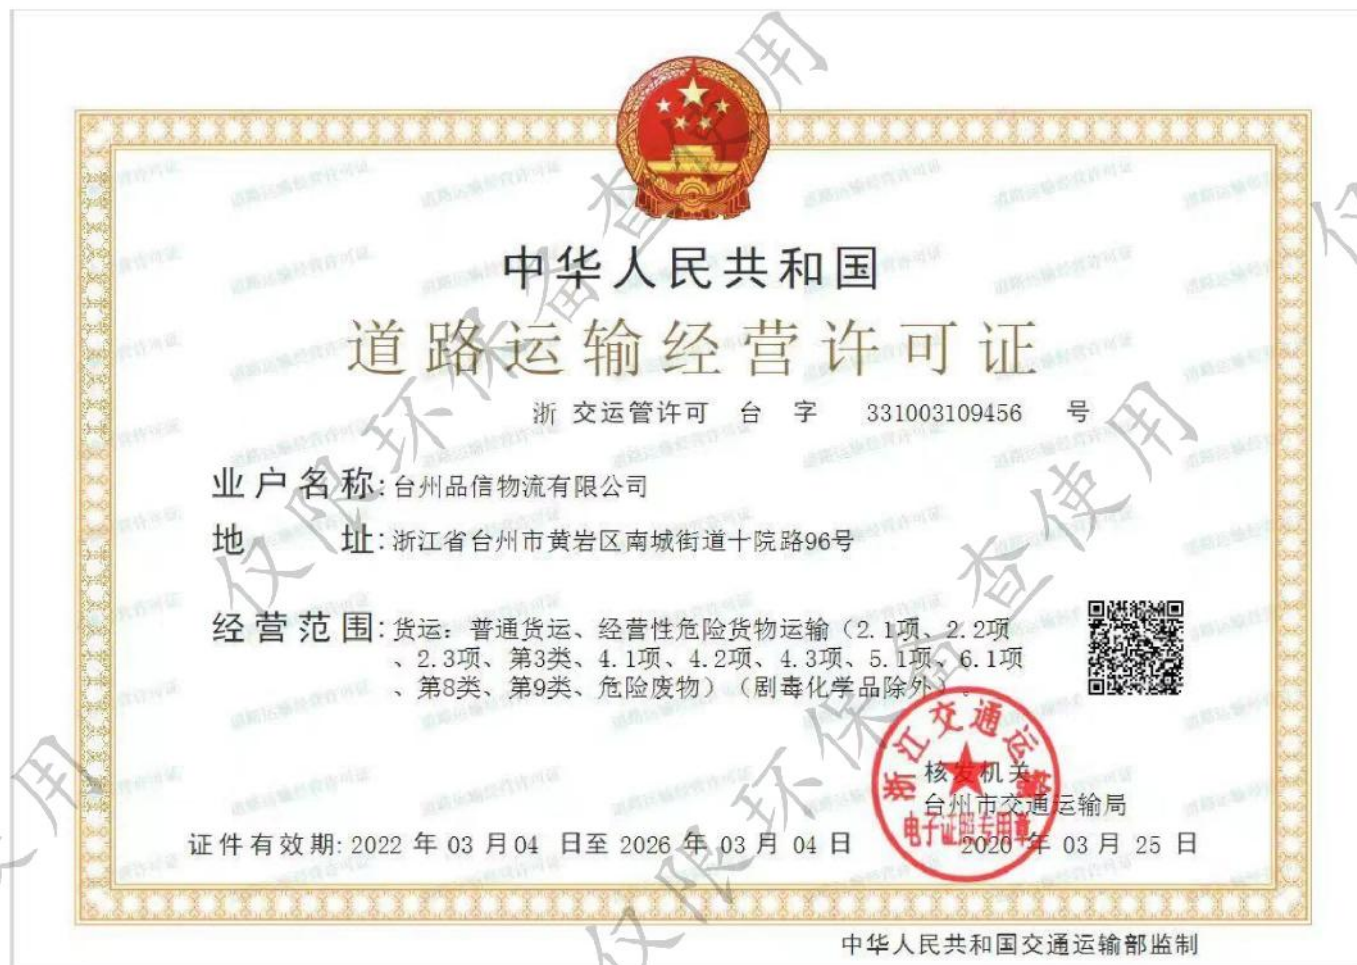 中华人民共和国
道路运输经营许可证
浙 交运管许可 台 字 331003109456 号
业户名称:台州品信物流有限公司
地 址:浙江省台州市黄岩区南城街道十院路96号
经营范围:货运：普通货运、经营性危险货物运输（2.1项、2.2项
、2.3项、第3类、4.1项、4.2项、4.3项、5.1项、6.1项
、第8类、第9类、危险废物）（剧毒化学品除外）。
浙江交通运输
电子证照专用章
核发机关
台州市交通运输局
证件有效期:2022 年 03 月 04 日至 2026 年 03 月 04 日
2020 年 03 月 25 日
中华人民共和国交通运输部监制
仅限环保备查使用
仅限环保备查使用